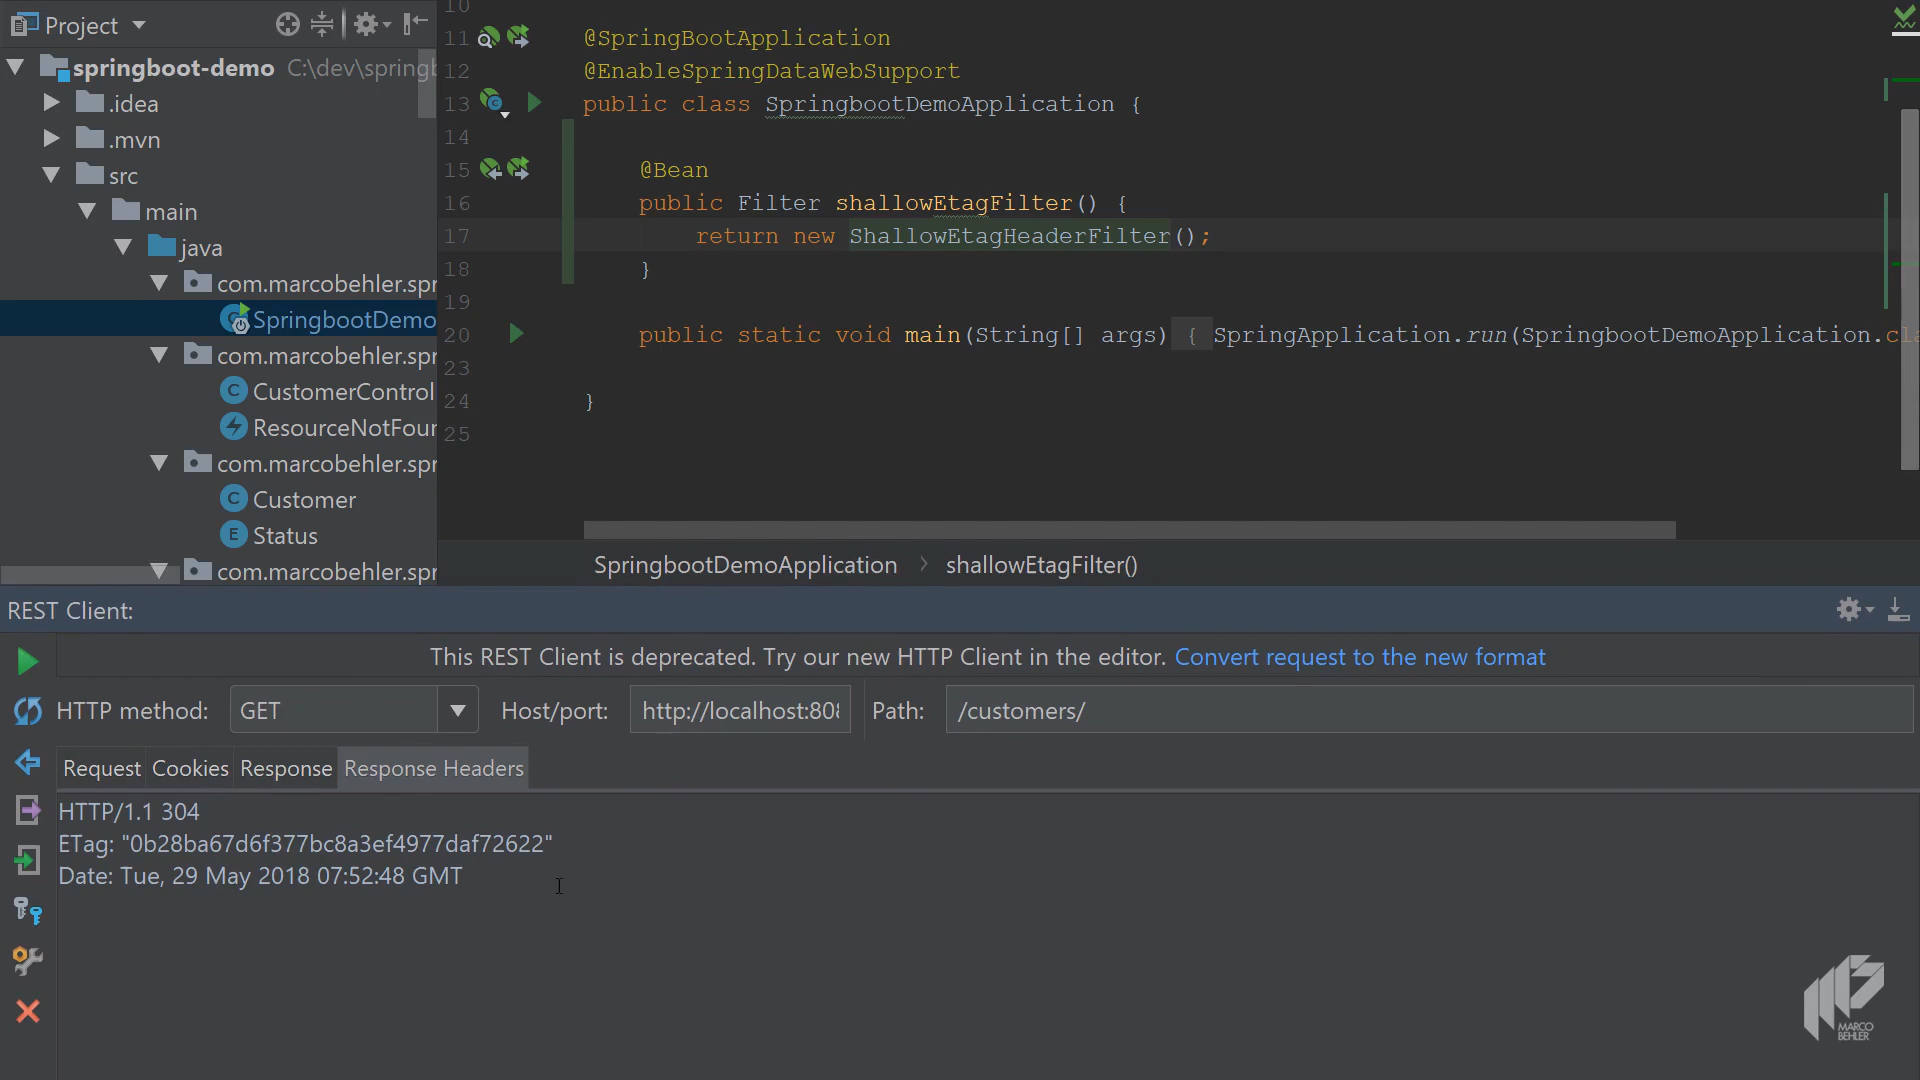 Project
springboot-demo C:\dev\spring
.idea
.mvn
src
main
java
com.marcobehler.spr
SpringbootDemo
com.marcobehler.spr
CustomerControl
ResourceNotFour
com.marcobehler.spr
Customer
Status
com.marcobehler.spr
10
11 @SpringBootApplication
12 @EnableSpringDataWebSupport
13 public class SpringbootDemoApplication {
14
15 @Bean
16 public Filter shallowEtagFilter() {
17 return new ShallowEtagHeaderFilter();
18 }
19
20 public static void main(String[] args) { SpringApplication.run(SpringbootDemoApplication.cla
23
24 }
25
SpringbootDemoApplication shallowEtagFilter()
REST Client:
This REST Client is deprecated. Try our new HTTP Client in the editor. Convert request to the new format
HTTP method: GET Host/port: http://localhost:808 Path: /customers/
Request Cookies Response Response Headers
HTTP/1.1 304
ETag: "0b28ba67d6f377bc8a3ef4977daf72622"
Date: Tue, 29 May 2018 07:52:48 GMT
MARCO
BEHLER